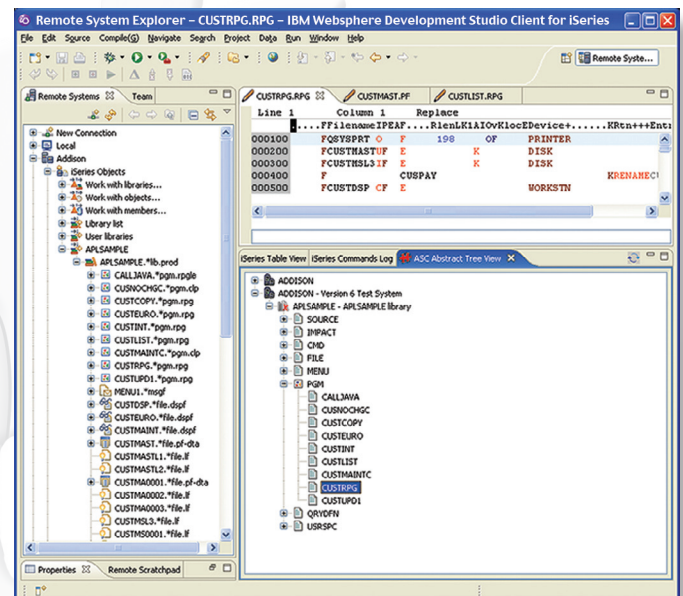 Remote System Explorer – CUSTRPG.RPG – IBM Websphere Development Studio Client for iSeries
File Edit Source Compile(G) Navigate Search Project Data Run Window Help
Remote Syste...
Remote Systems Team
New Connection
Local
Addison
iSeries Objects
Work with libraries...
Work with objects...
Work with members...
Library list
User libraries
APLSAMPLE
APLSAMPLE.*lib.prod
CALLJAVA.*pgm.rpgle
CUSNOCHGC.*pgm.clp
CUSTCOPY.*pgm.rpg
CUSTEURO.*pgm.rpg
CUSTINT.*pgm.rpg
CUSTLIST.*pgm.rpg
CUSTMAINTC.*pgm.clp
CUSTRPG.*pgm.rpg
CUSTUPD1.*pgm.rpg
MENU1.*msgf
CUSTDSP.*file.dspf
CUSTEURO.*file.dspf
CUSTMAINT.*file.dspf
CUSTMAST.*file.pf-dta
CUSTMASTL1.*file.lf
CUSTMASTL2.*file.lf
CUSTMA0001.*file.pf-dta
CUSTMA0002.*file.lf
CUSTMA0003.*file.lf
CUSTMSL3.*file.lf
CUSTMS0001.*file.lf
Properties Remote Scratchpad
CUSTRPG.RPG CUSTMAST.PF CUSTLIST.RPG
Line 1 Column 1 Replace
.....FFilenameIPEAF....RlenLK1AIOvKlocEDevice+......KRtn+++Ent:
000100 FQSYSPRT O F 198 OF PRINTER
000200 FCUSTMASTUF E K DISK
000300 FCUSTMSL3IF E K DISK
000400 F CUSPAY KRENAMECU
000500 FCUSTDSP CF E WORKSTN
iSeries Table View iSeries Commands Log ASC Abstract Tree View
ADDISON
ADDISON - Version 6 Test System
APLSAMPLE - APLSAMPLE library
SOURCE
IMPACT
CMD
FILE
MENU
PGM
CALLJAVA
CUSNOCHGC
CUSTCOPY
CUSTEURO
CUSTINT
CUSTLIST
CUSTMAINTC
CUSTRPG
CUSTUPD1
QRYDFN
USRSPC